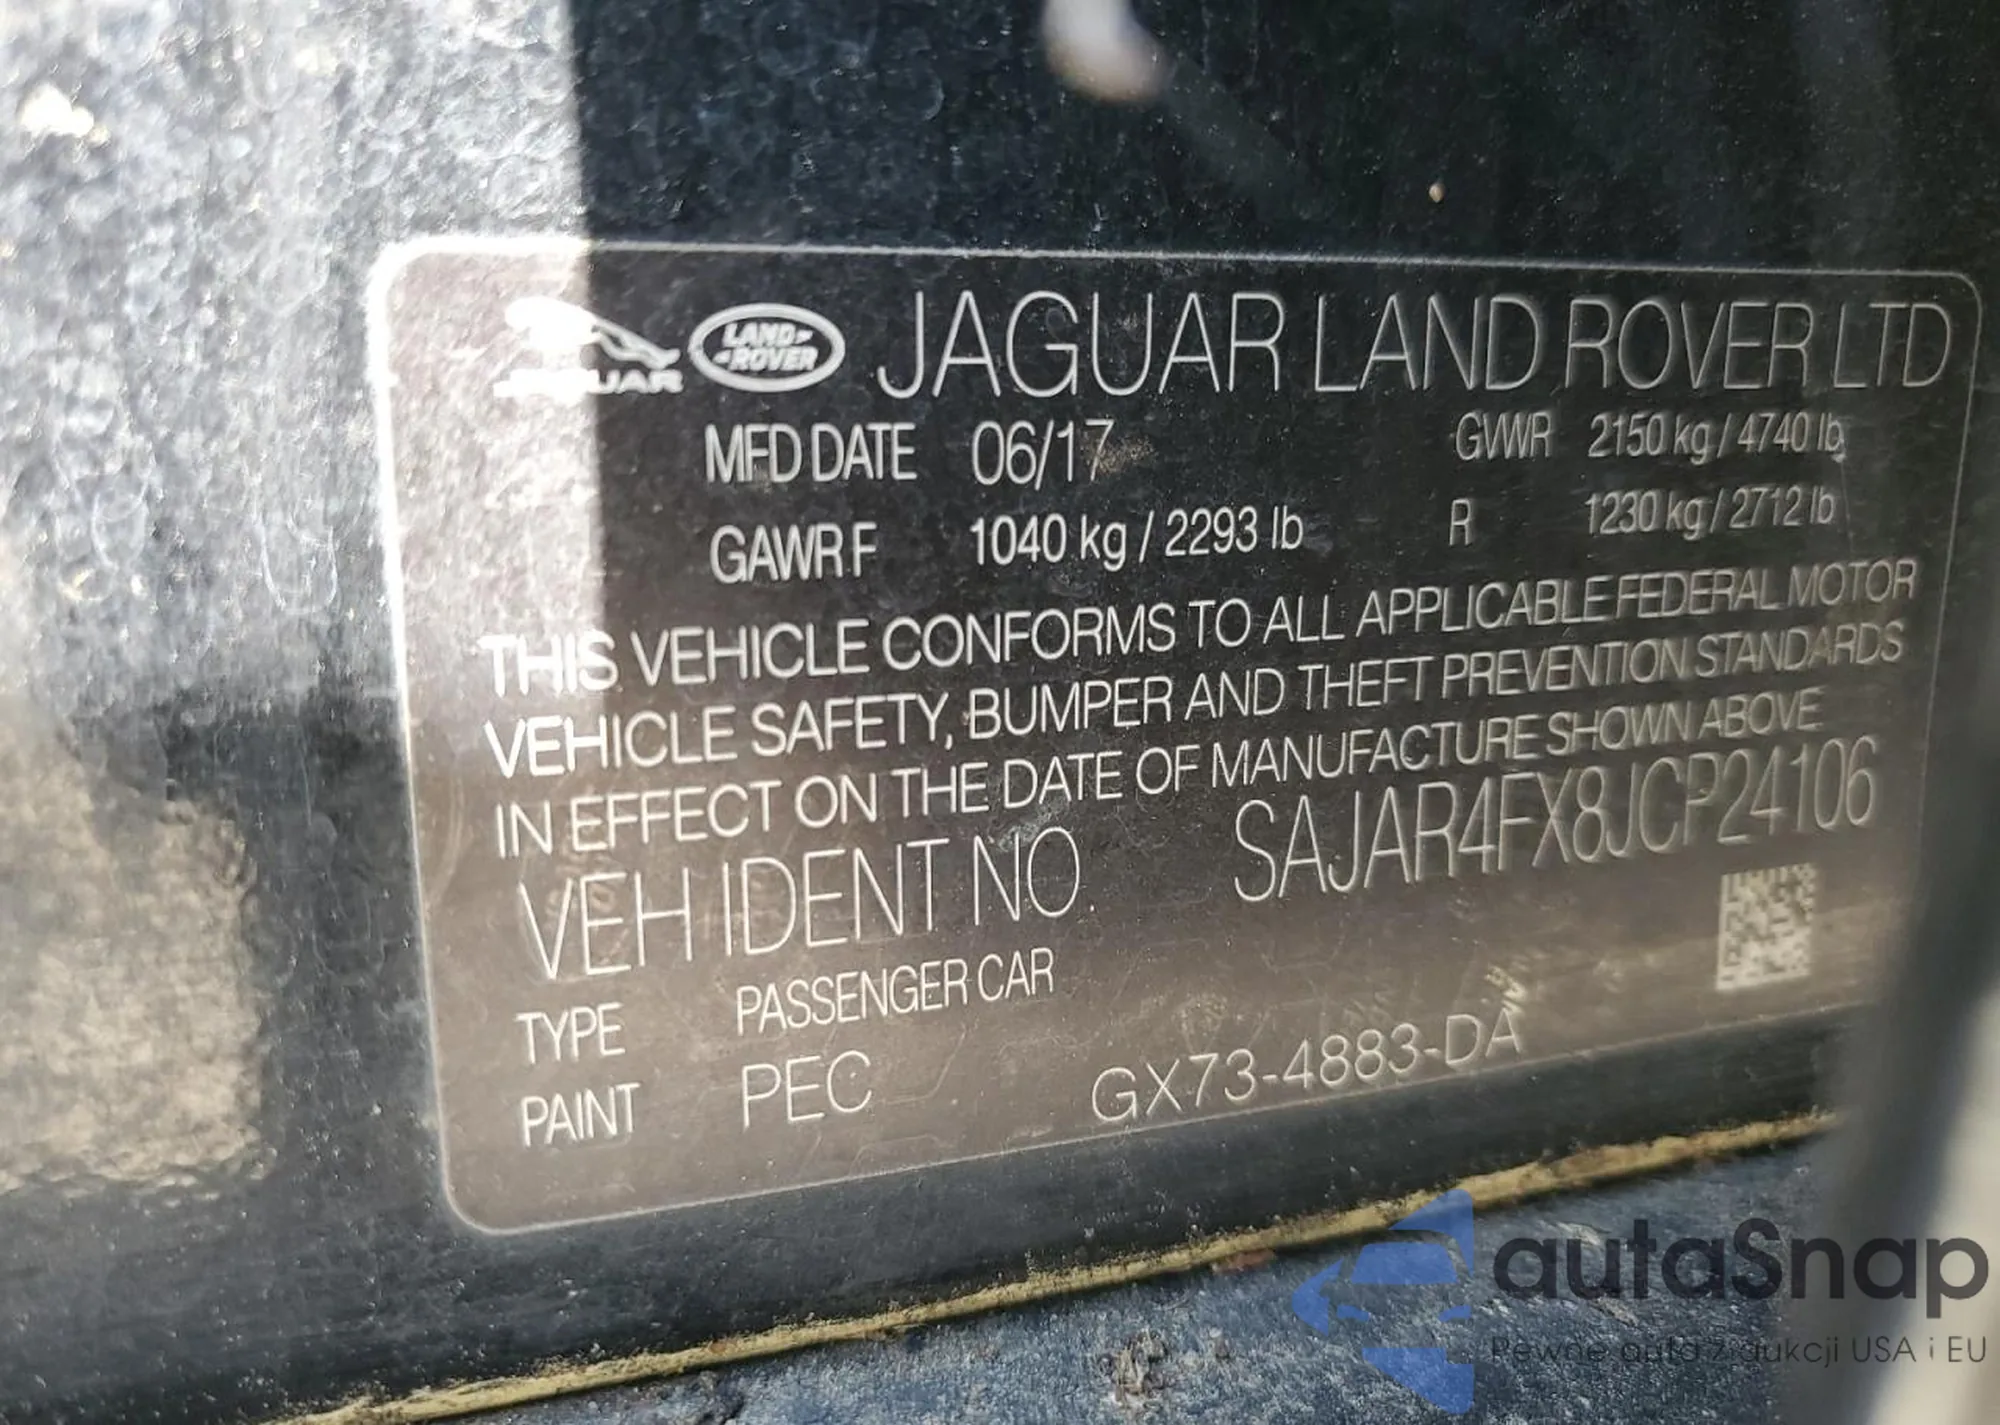 JAGUAR LAND ROVER JAGUAR LAND ROVER LTD
MFD DATE 06/17 GVWR 2150 kg / 4740 lb
GAWR F 1040 kg / 2293 lb R 1230 kg / 2712 lb
THIS VEHICLE CONFORMS TO ALL APPLICABLE FEDERAL MOTOR
VEHICLE SAFETY, BUMPER AND THEFT PREVENTION STANDARDS
IN EFFECT ON THE DATE OF MANUFACTURE SHOWN ABOVE
VEH IDENT NO. SAJAR4FX8JCP24106
TYPE PASSENGER CAR
PAINT PEC GX73-4883-DA
autaSnap
Pewne auta z aukcji USA i EU